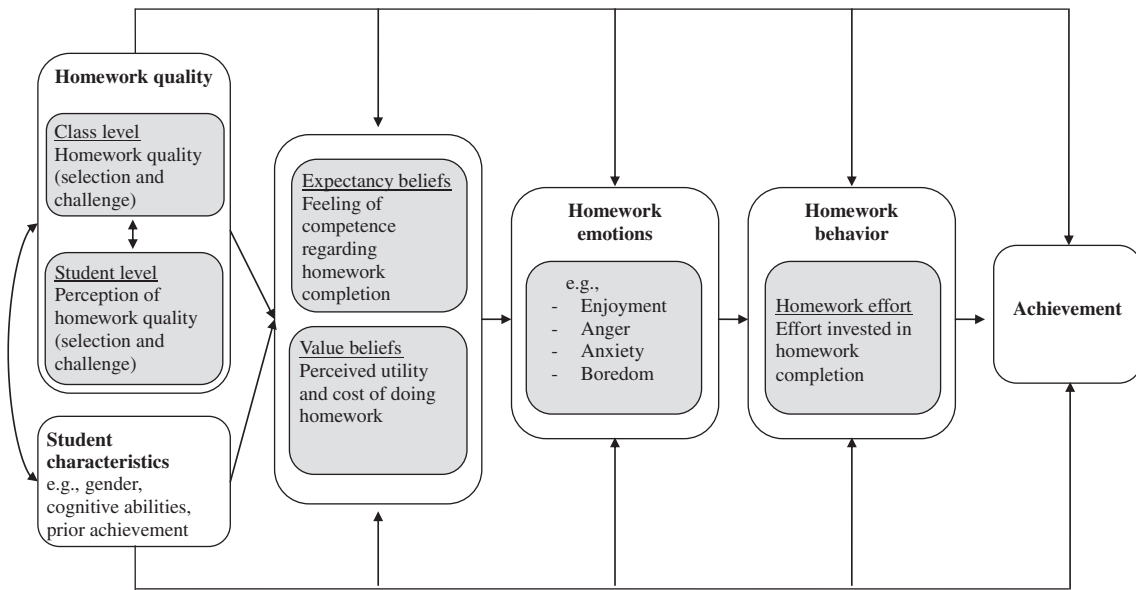 Homework quality
Class level
Homework quality
(selection and
challenge)
Student level
Perception of
homework quality
(selection and
challenge)
Student
characteristics
e.g., gender,
cognitive abilities,
prior achievement
Expectancy beliefs
Feeling of
competence
regarding
homework
completion
Value beliefs
Perceived utility
and cost of doing
homework
Homework
emotions
e.g.,
- Enjoyment
- Anger
- Anxiety
- Boredom
Homework
behavior
Homework effort
Effort invested in
homework
completion
Achievement